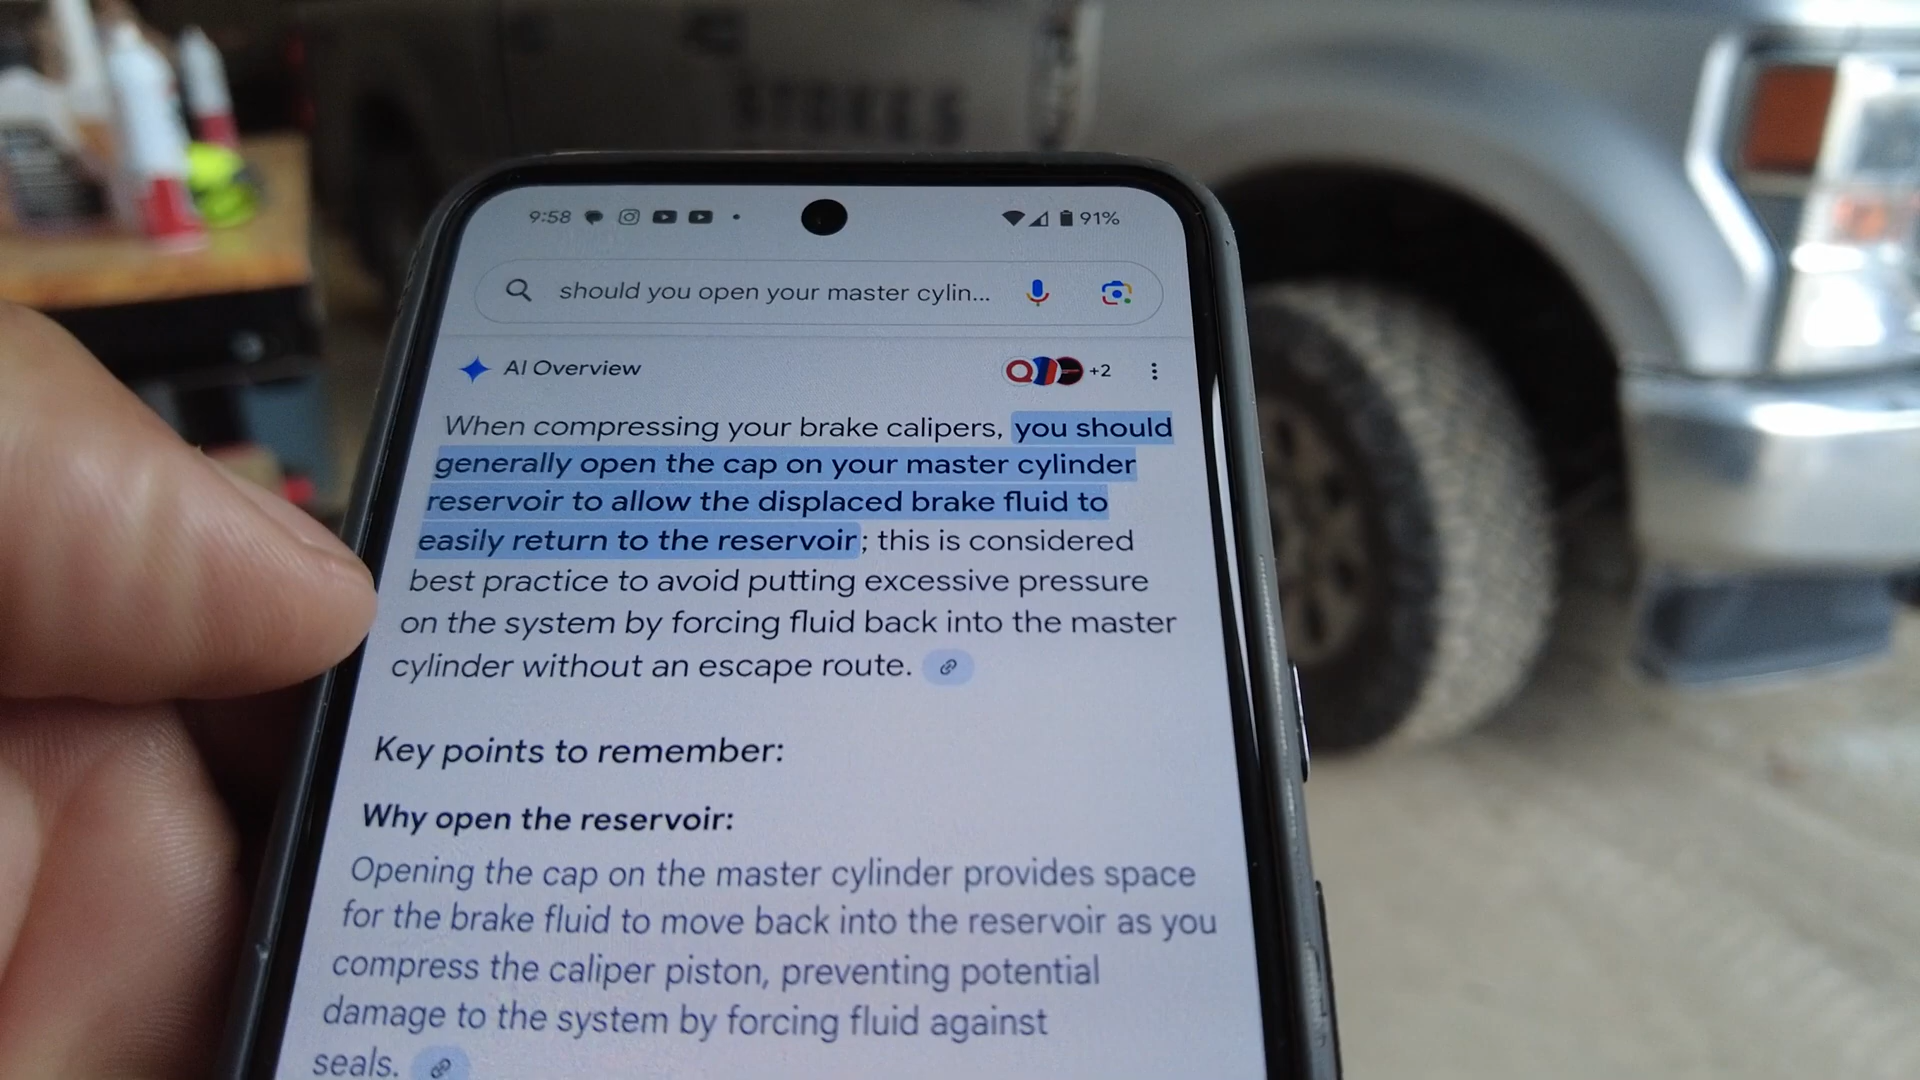 9:58
91%
should you open your master cylin...
AI Overview
+2
When compressing your brake calipers, you should
generally open the cap on your master cylinder
reservoir to allow the displaced brake fluid to
easily return to the reservoir; this is considered
best practice to avoid putting excessive pressure
on the system by forcing fluid back into the master
cylinder without an escape route.
Key points to remember:
Why open the reservoir:
Opening the cap on the master cylinder provides space
for the brake fluid to move back into the reservoir as you
compress the caliper piston, preventing potential
damage to the system by forcing fluid against
seals.